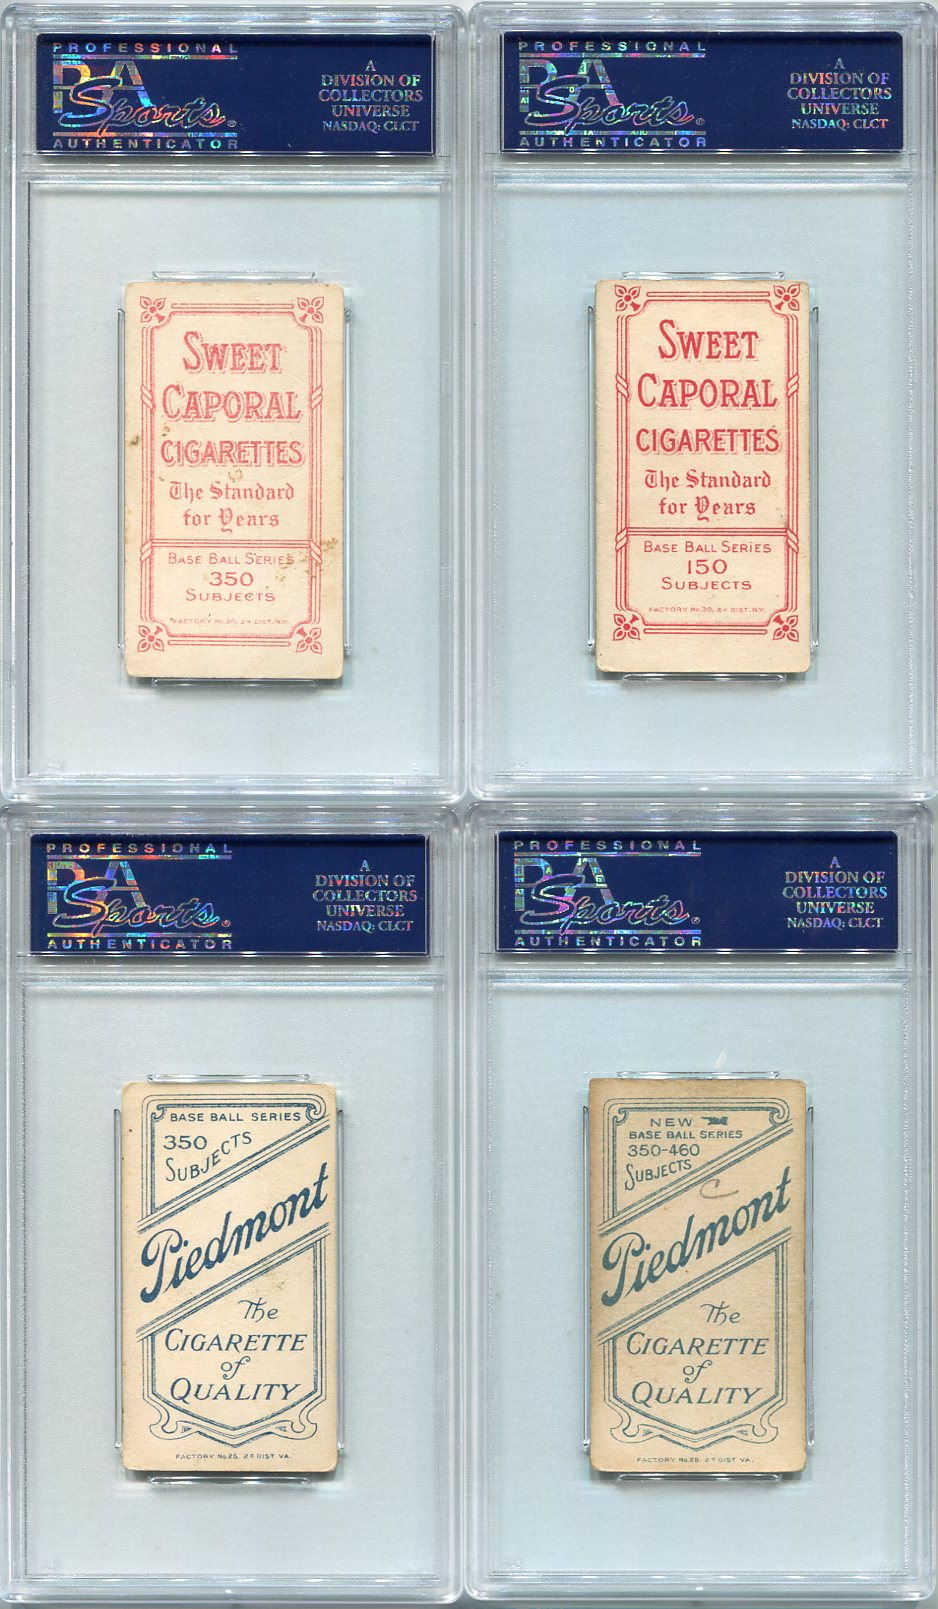 PROFESSIONAL
PSA
Sports®
AUTHENTICATOR
A
DIVISION OF
COLLECTORS
UNIVERSE
NASDAQ: CLCT
SWEET
CAPORAL
CIGARETTES
The Standard
for Years
BASE BALL SERIES
350
SUBJECTS
FACTORY No. 30, 2d DIST. N.Y.
PROFESSIONAL
PSA
Sports®
AUTHENTICATOR
A
DIVISION OF
COLLECTORS
UNIVERSE
NASDAQ: CLCT
SWEET
CAPORAL
CIGARETTES
The Standard
for Years
BASE BALL SERIES
150
SUBJECTS
FACTORY No. 30, 2d DIST. N.Y.
PROFESSIONAL
PSA
Sports®
AUTHENTICATOR
A
DIVISION OF
COLLECTORS
UNIVERSE
NASDAQ: CLCT
BASE BALL SERIES
350
SUBJECTS
Piedmont
The
CIGARETTE
of
QUALITY
FACTORY No. 25, 2d DIST. VA.
PROFESSIONAL
PSA
Sports®
AUTHENTICATOR
A
DIVISION OF
COLLECTORS
UNIVERSE
NASDAQ: CLCT
NEW
BASE BALL SERIES
350-460
SUBJECTS
C
Piedmont
The
CIGARETTE
of
QUALITY
FACTORY No. 25, 2d DIST. VA.